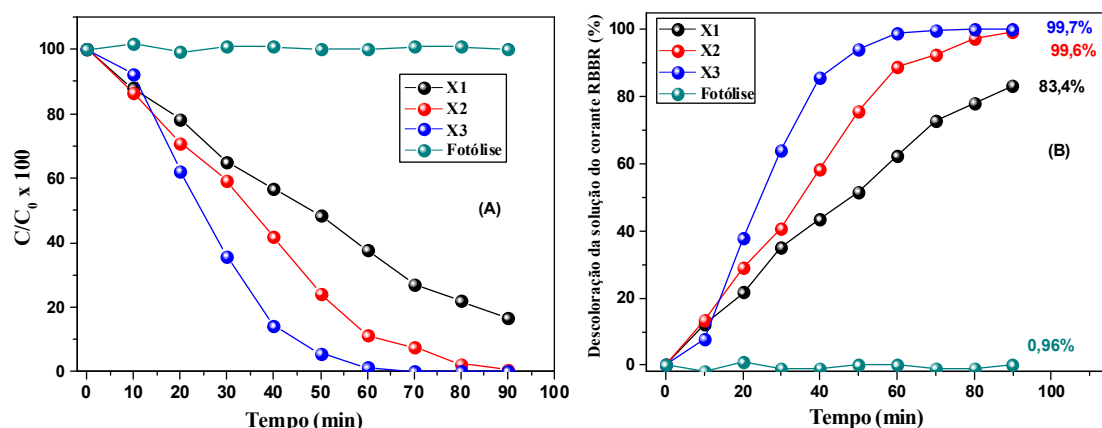 C/C0 x 100
100
80
60
40
20
0
X1
X2
X3
Fotólise
(A)
0 10 20 30 40 50 60 70 80 90 100
Tempo (min)
Descoloração da solução do corante RBBR (%)
100
80
60
40
20
0
X1
X2
X3
Fotólise
99,7%
99,6%
83,4%
(B)
0,96%
0 20 40 60 80 100
Tempo (min)